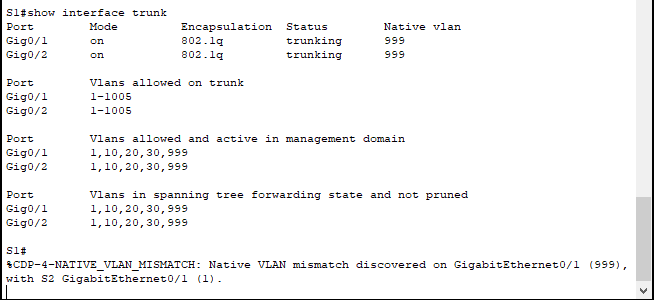 S1#show interface trunk
Port        Mode         Encapsulation  Status        Native vlan
Gig0/1      on           802.1q         trunking      999
Gig0/2      on           802.1q         trunking      999
Port        Vlans allowed on trunk
Gig0/1      1-1005
Gig0/2      1-1005
Port        Vlans allowed and active in management domain
Gig0/1      1,10,20,30,999
Gig0/2      1,10,20,30,999
Port        Vlans in spanning tree forwarding state and not pruned
Gig0/1      1,10,20,30,999
Gig0/2      1,10,20,30,999
S1#
%CDP-4-NATIVE_VLAN_MISMATCH: Native VLAN mismatch discovered on GigabitEthernet0/1 (999),
with S2 GigabitEthernet0/1 (1).